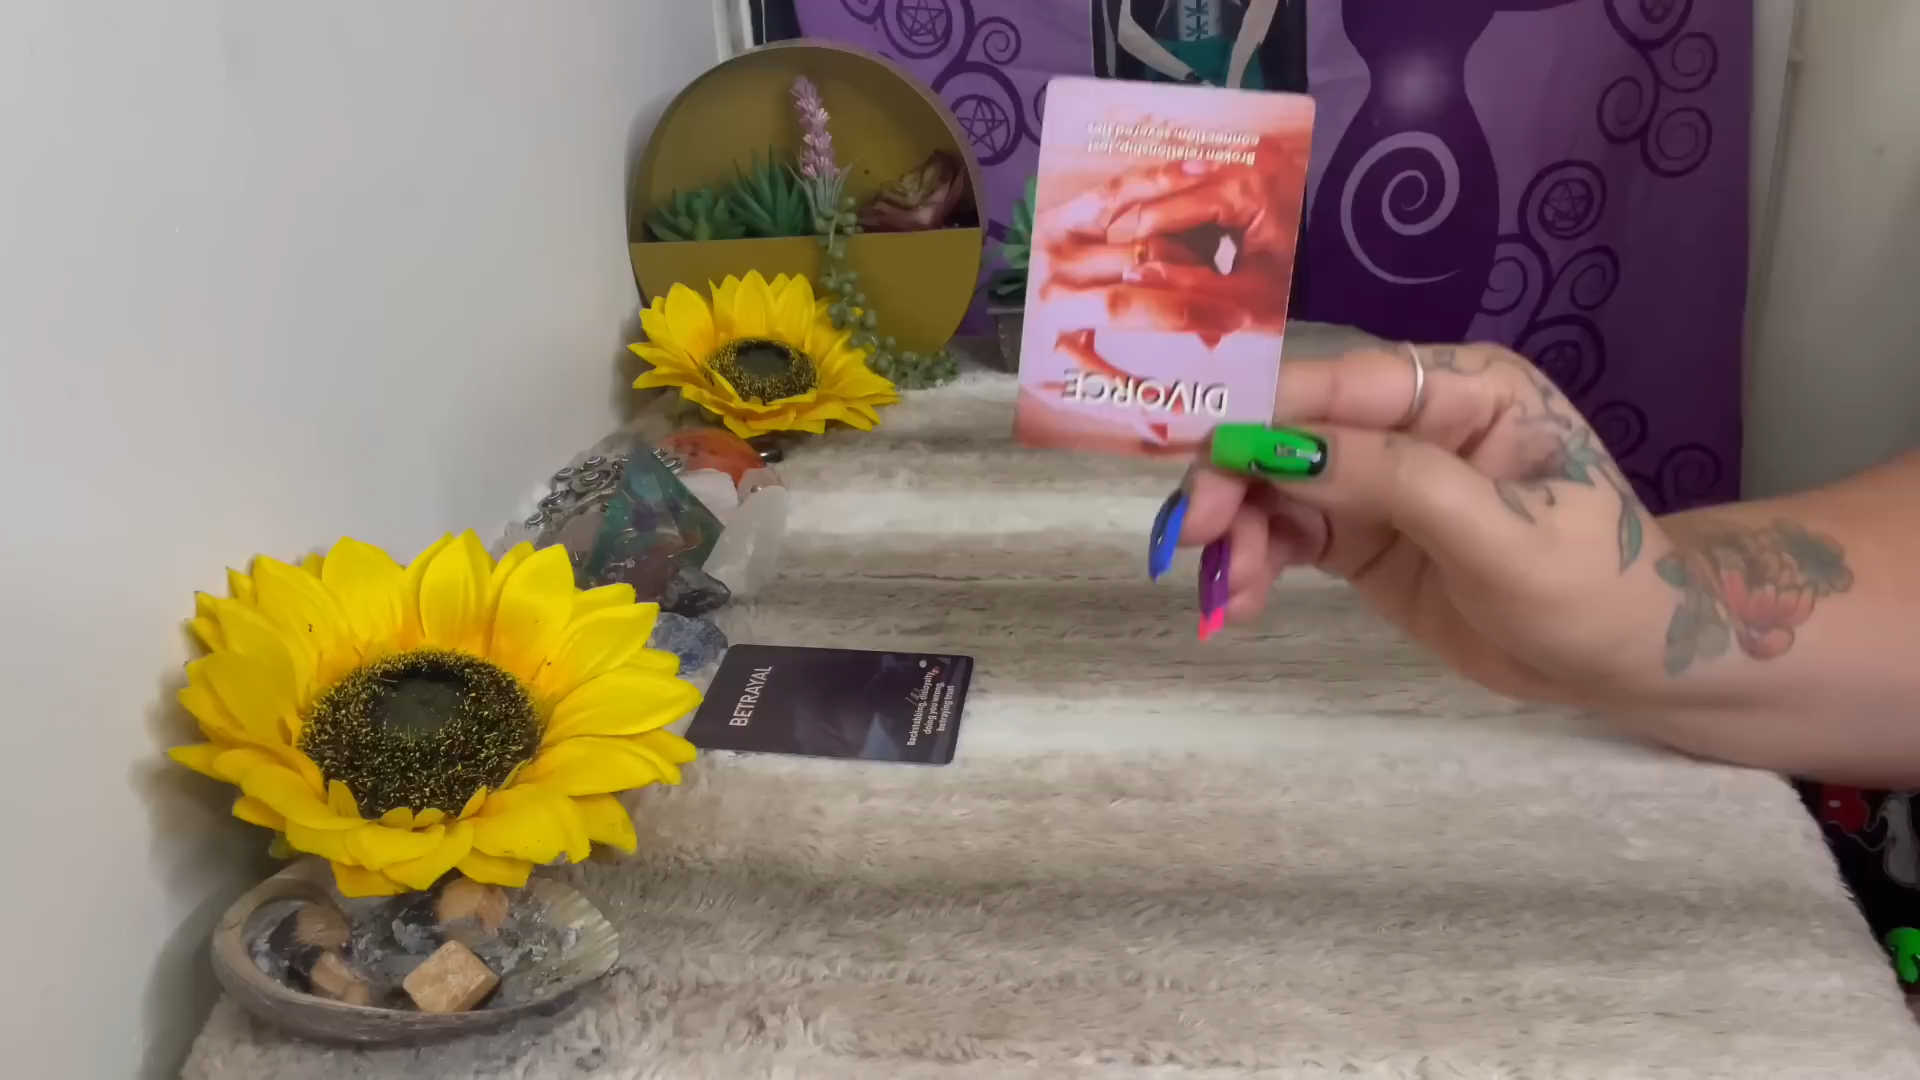 Broken relationship, lost
connection, severed ties
DIVORCE
BETRAYAL
Backstabbing, disloyalty,
doing you wrong,
betraying trust